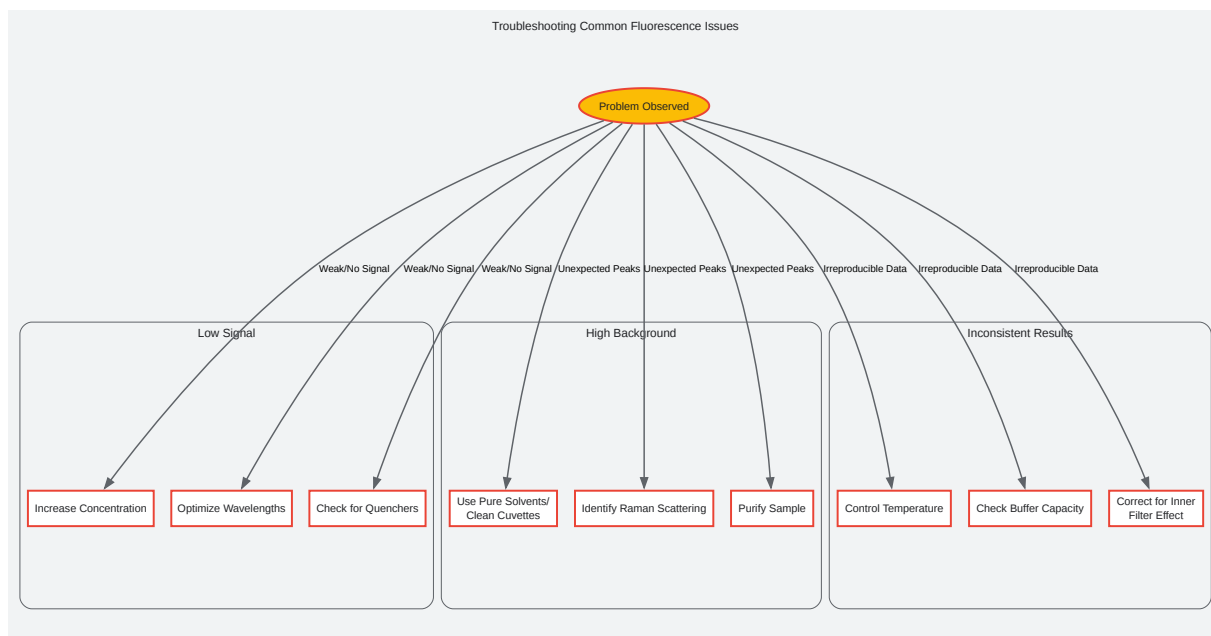 Troubleshooting Common Fluorescence Issues
Problem Observed
Weak/No Signal
Weak/No Signal
Weak/No Signal
Unexpected Peaks
Unexpected Peaks
Unexpected Peaks
Irreproducible Data
Irreproducible Data
Irreproducible Data
Low Signal
High Background
Inconsistent Results
Increase Concentration
Optimize Wavelengths
Check for Quenchers
Use Pure Solvents/
Clean Cuvettes
Identify Raman Scattering
Purify Sample
Control Temperature
Check Buffer Capacity
Correct for Inner
Filter Effect